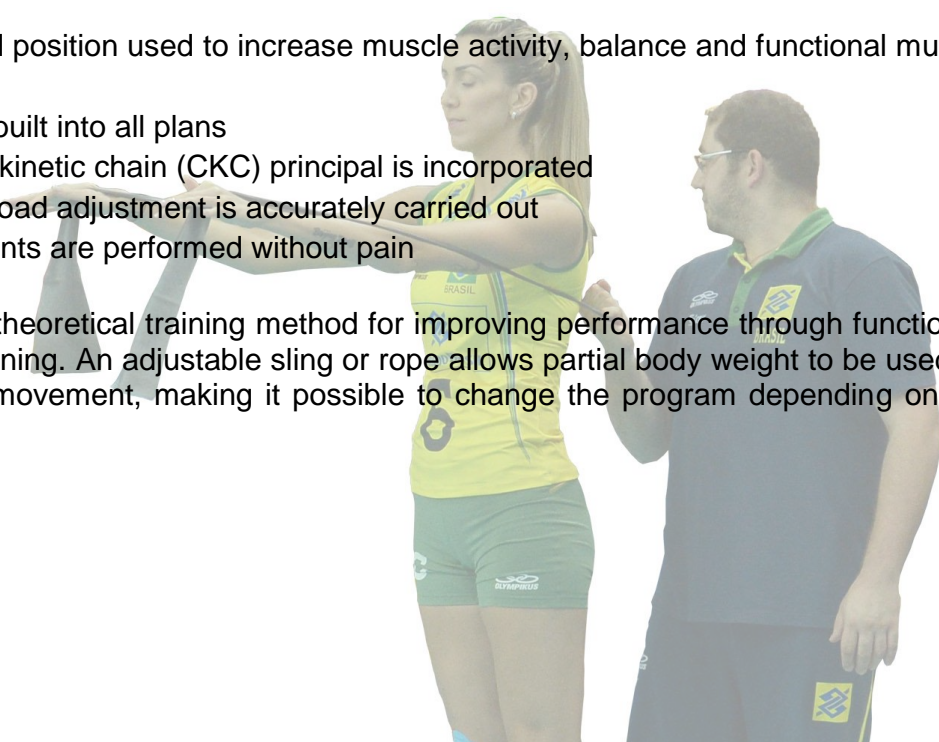 position used to increase muscle activity, balance and functional mu
built into all plans
kinetic chain (CKC) principal is incorporated
oad adjustment is accurately carried out
nts are performed without pain
theoretical training method for improving performance through functio
ning. An adjustable sling or rope allows partial body weight to be used
movement, making it possible to change the program depending on
BRASIL
BRASIL
OLYMPIKUS